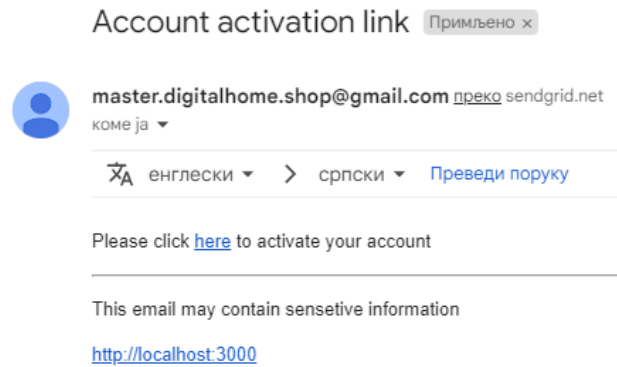 Account activation link Примљено ×
master.digitalhome.shop@gmail.com преко sendgrid.net
коме ја
енглески > српски Преведи поруку
Please click here to activate your account
This email may contain sensetive information
http://localhost:3000